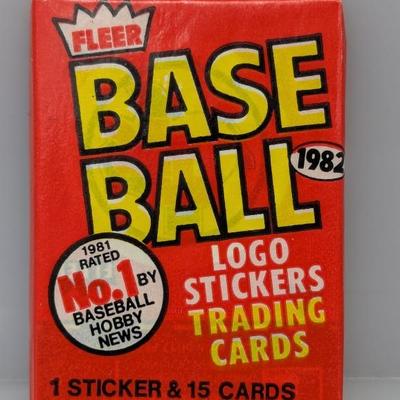 FLEER
BASE
BALL
1982
1981
RATED
No.1 BY
BASEBALL
HOBBY
NEWS
LOGO
STICKERS
TRADING
CARDS
1 STICKER & 15 CARDS